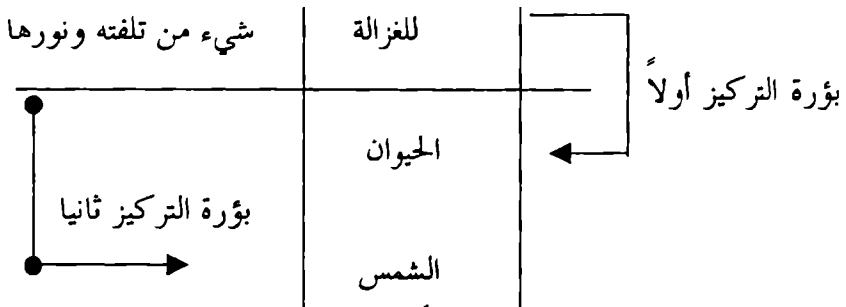 للغزالة شيء من تلفته ونورها
بؤرة التركيز أولاً
الحيوان
بؤرة التركيز ثانيا
الشمس